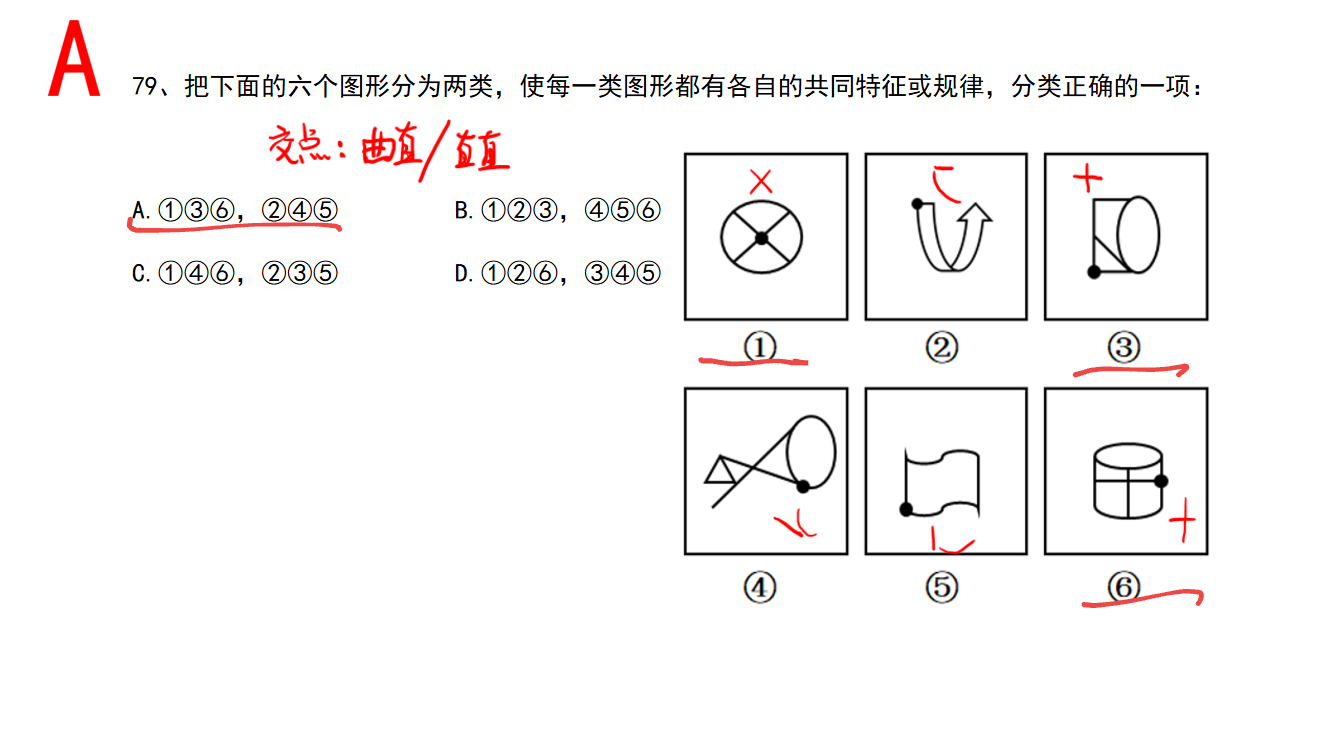 A
79、把下面的六个图形分为两类，使每一类图形都有各自的共同特征或规律，分类正确的一项：
交点：曲直/直直
A.①③⑥，②④⑤
B.①②③，④⑤⑥
C.①④⑥，②③⑤
D.①②⑥，③④⑤
① ② ③
④ ⑤ ⑥